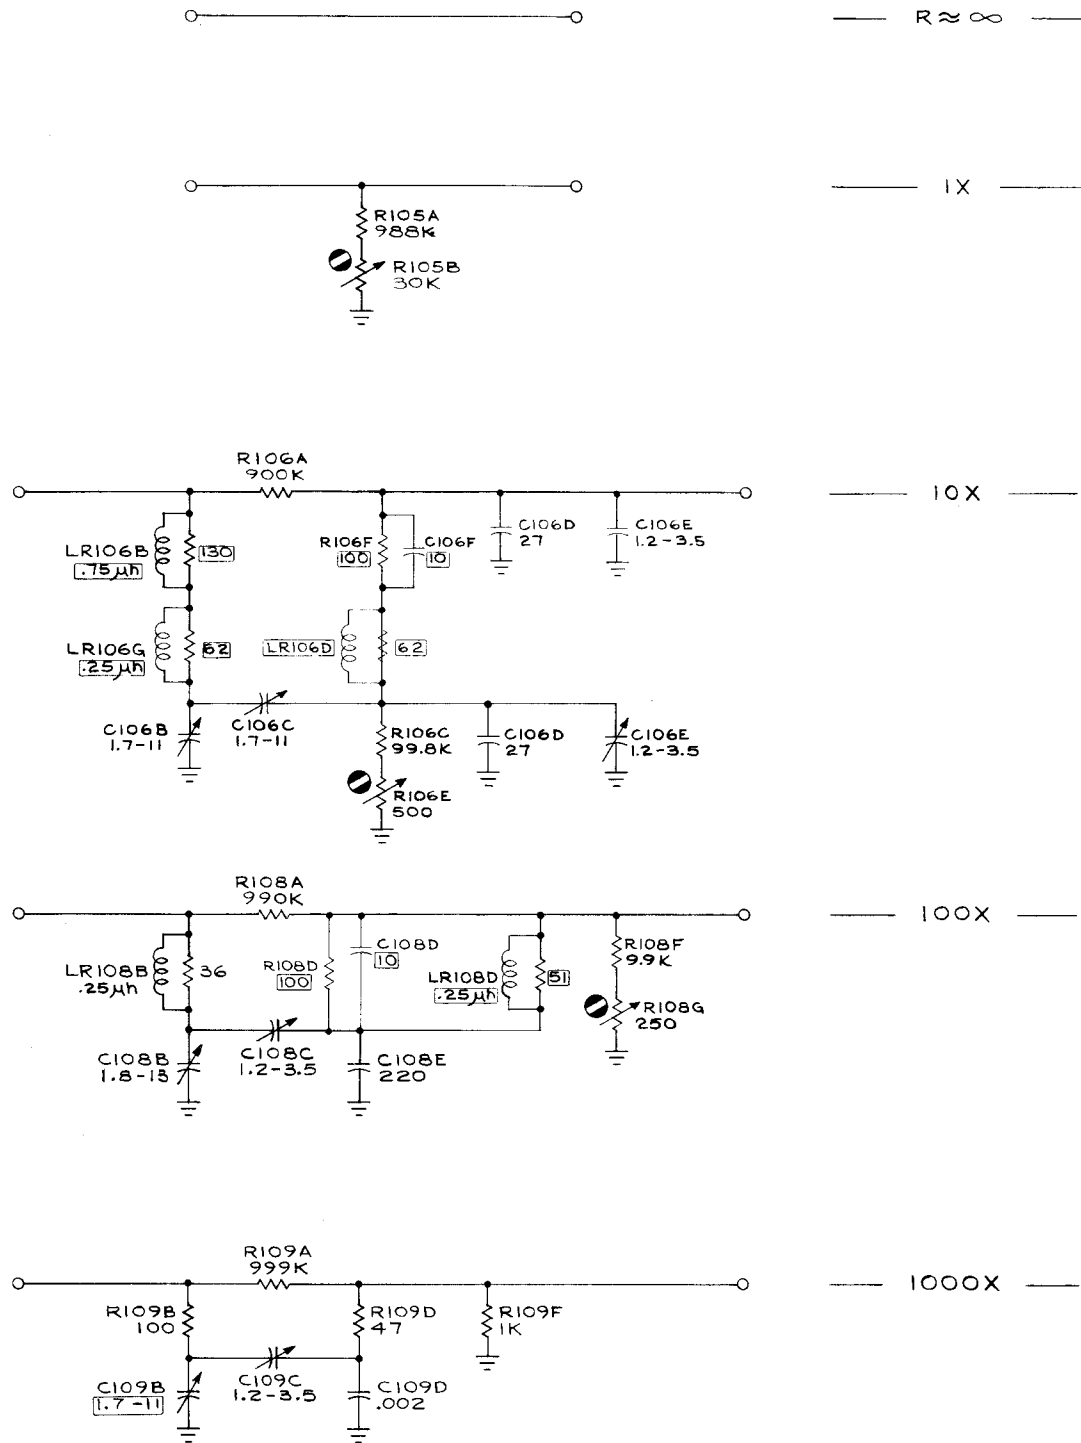 R≈∞
1X
R105A
988K
R105B
30K
R106A
900K
10X
LR106B
.75µh
130
R106F
100
C106F
10
C106D
27
C106E
1.2-3.5
LR106G
.25µh
62
LR106D
62
C106B
1.7-11
C106C
1.7-11
R106C
99.8K
C106D
27
C106E
1.2-3.5
R106E
500
R108A
990K
100X
LR108B
.25µh
36
R108D
100
C108D
10
LR108D
.25µh
51
R108F
9.9K
R108G
250
C108B
1.8-13
C108C
1.2-3.5
C108E
220
R109A
999K
1000X
R109B
100
R109D
47
R109F
1K
C109B
1.7-11
C109C
1.2-3.5
C109D
.002